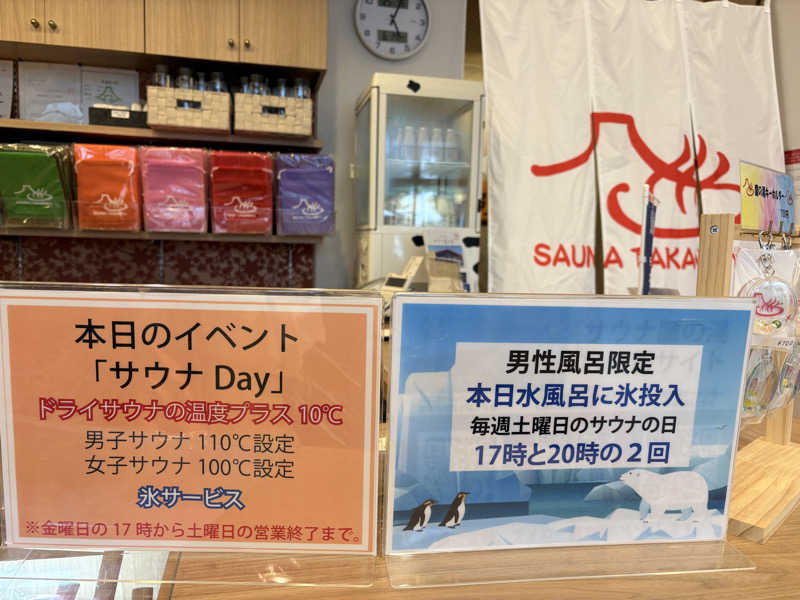 SAUNA TAKA
本日のイベント
「サウナ Day」
ドライサウナの温度プラス 10℃
男子サウナ 110℃設定
女子サウナ 100℃設定
氷サービス
※金曜日の 17 時から土曜日の営業終了まで。
男性風呂限定
本日水風呂に氷投入
毎週土曜日のサウナの日
17時と20時の２回